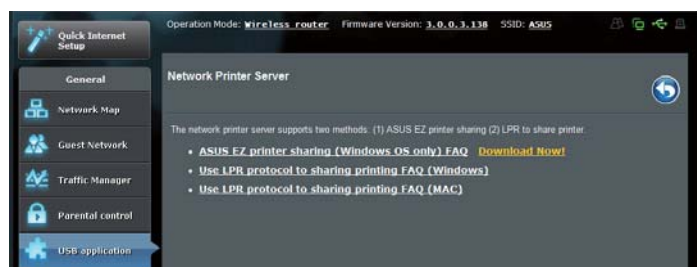 Quick Internet
Setup
Operation Mode: Wireless router Firmware Version: 3.0.0.3.138 SSID: ASUS
General
Network Map
Guest Network
Traffic Manager
Parental control
USB application
Network Printer Server
The network printer server supports two methods: (1) ASUS EZ printer sharing (2) LPR to share printer.
ASUS EZ printer sharing (Windows OS only) FAQ Download Now!
Use LPR protocol to sharing printing FAQ (Windows)
Use LPR protocol to sharing printing FAQ (MAC)